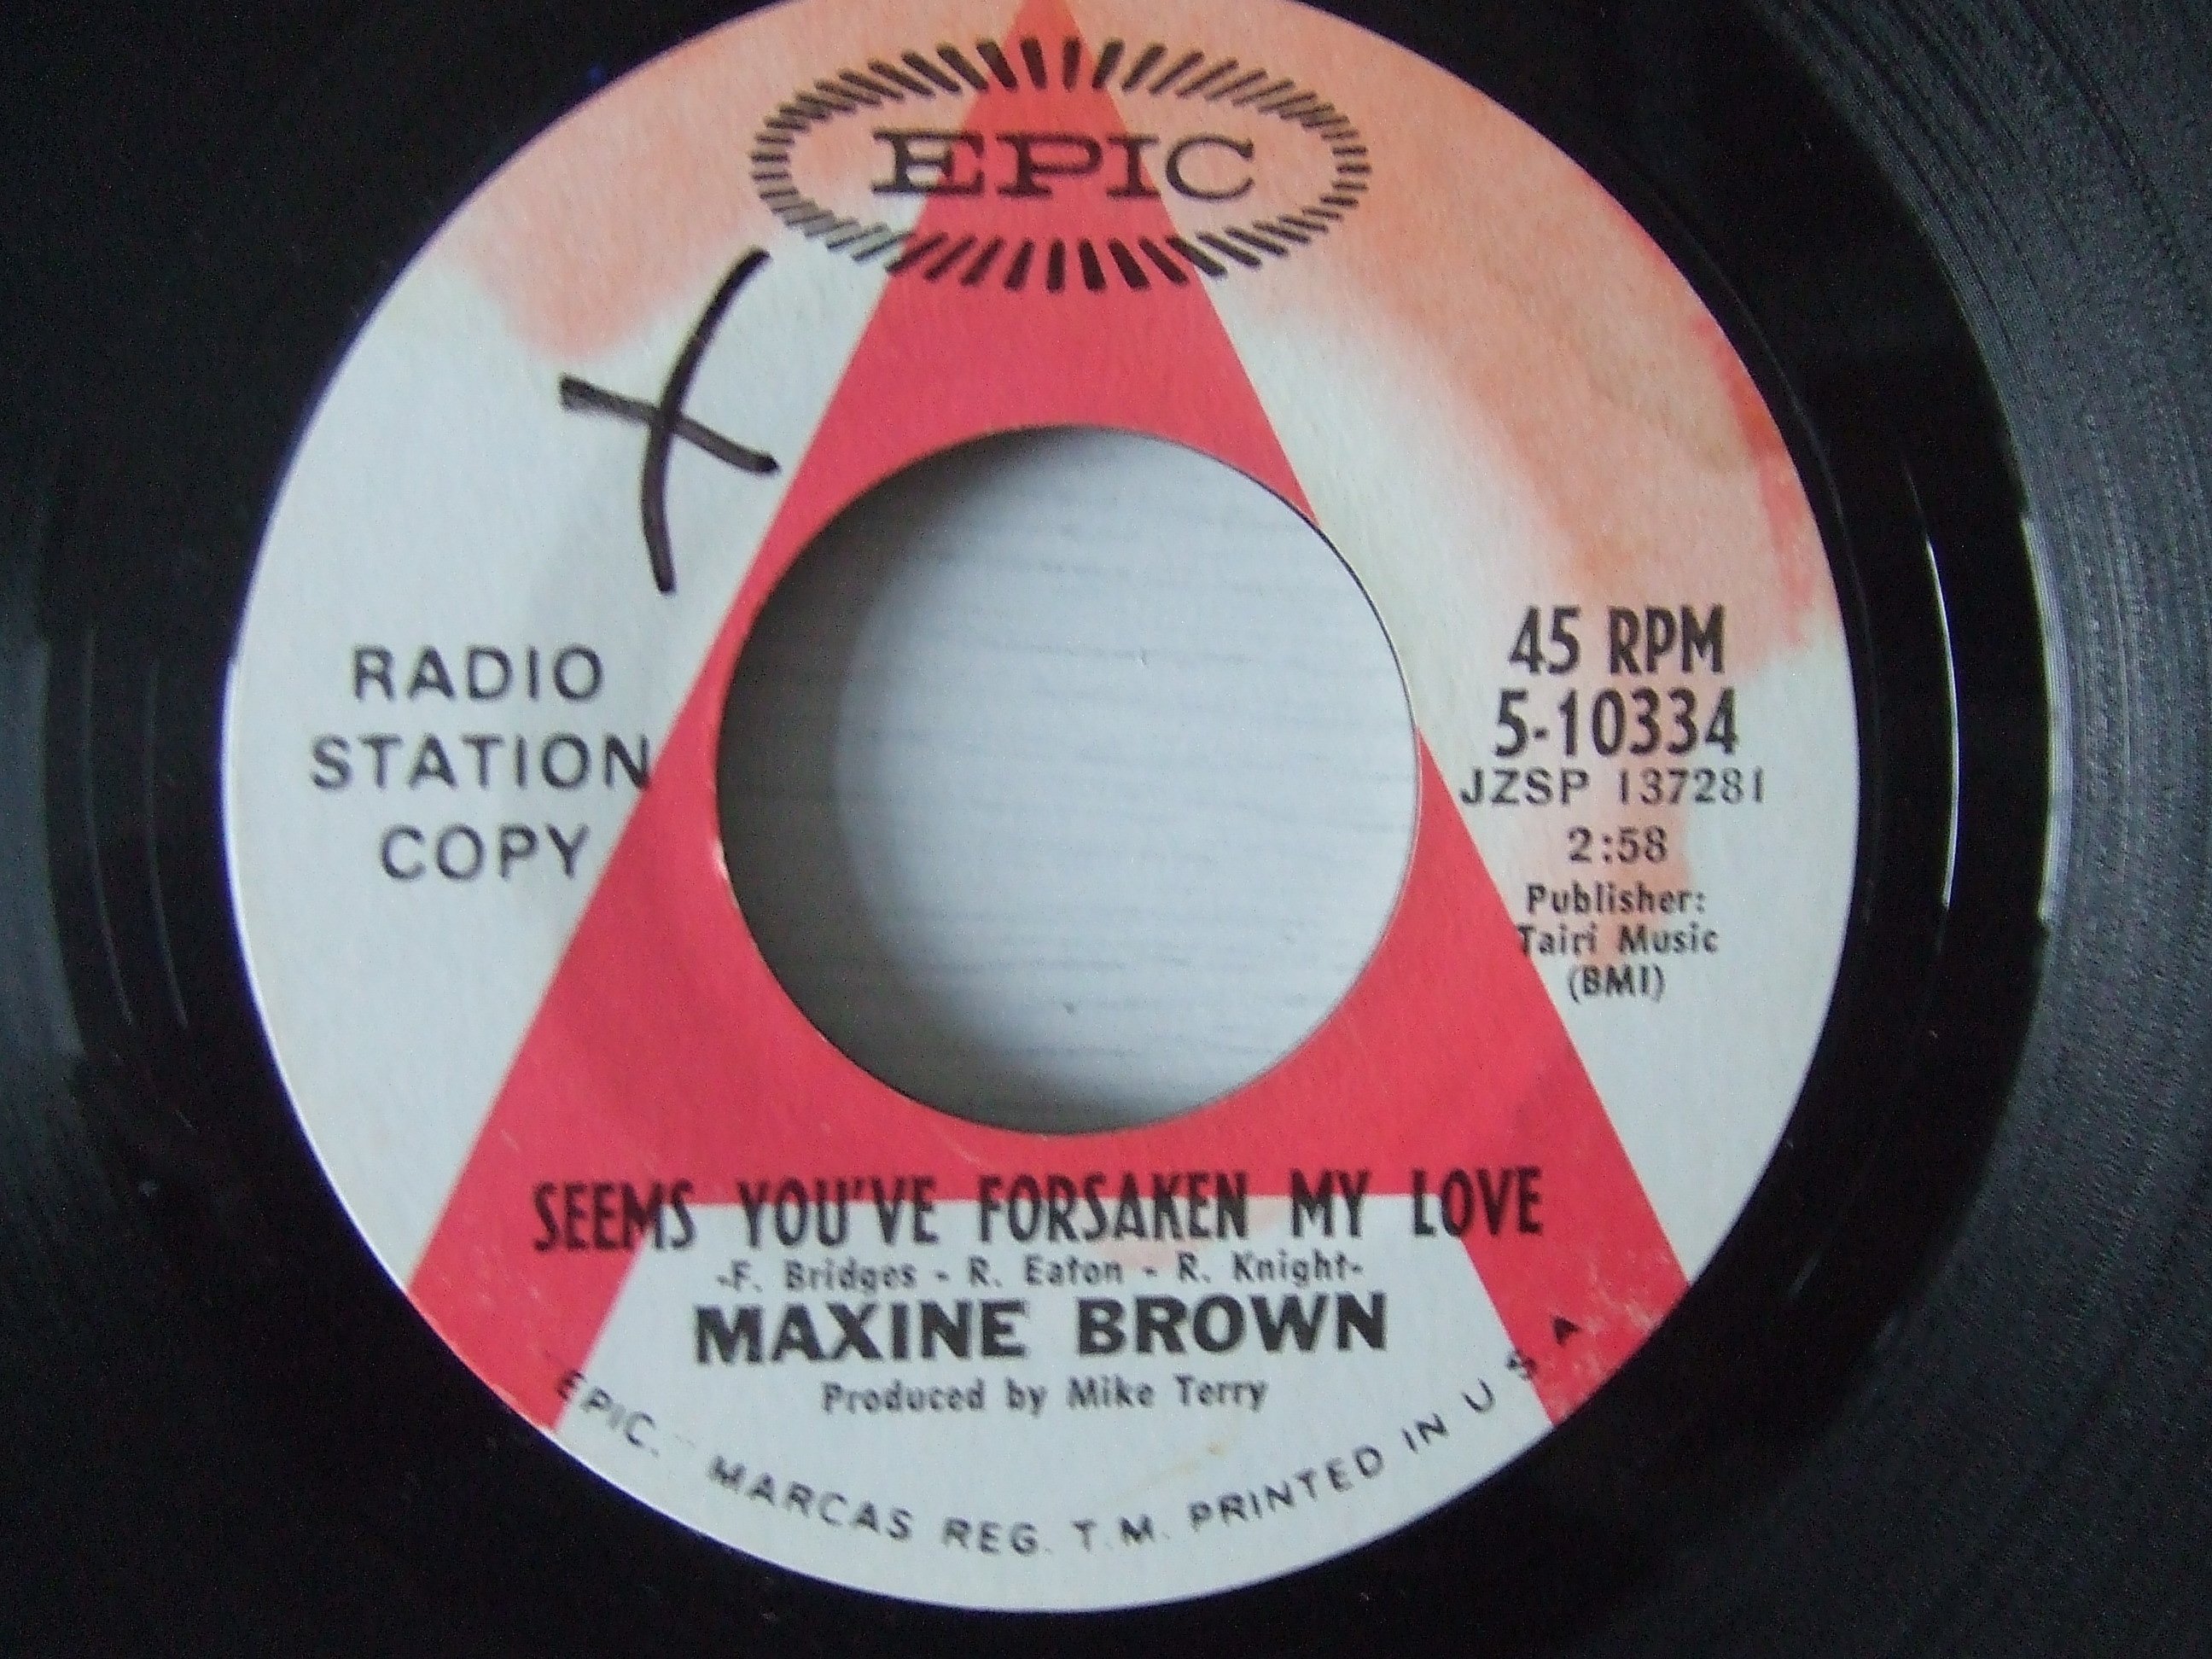 EPIC
RADIO
STATION
COPY
45 RPM
5-10334
JZSP 137281
2:58
Publisher:
Tairi Music
(BMI)
SEEMS YOU'VE FORSAKEN MY LOVE
-F. Bridges - R. Eaton - R. Knight-
MAXINE BROWN
Produced by Mike Terry
"EPIC," MARCAS REG. T.M. PRINTED IN U S A